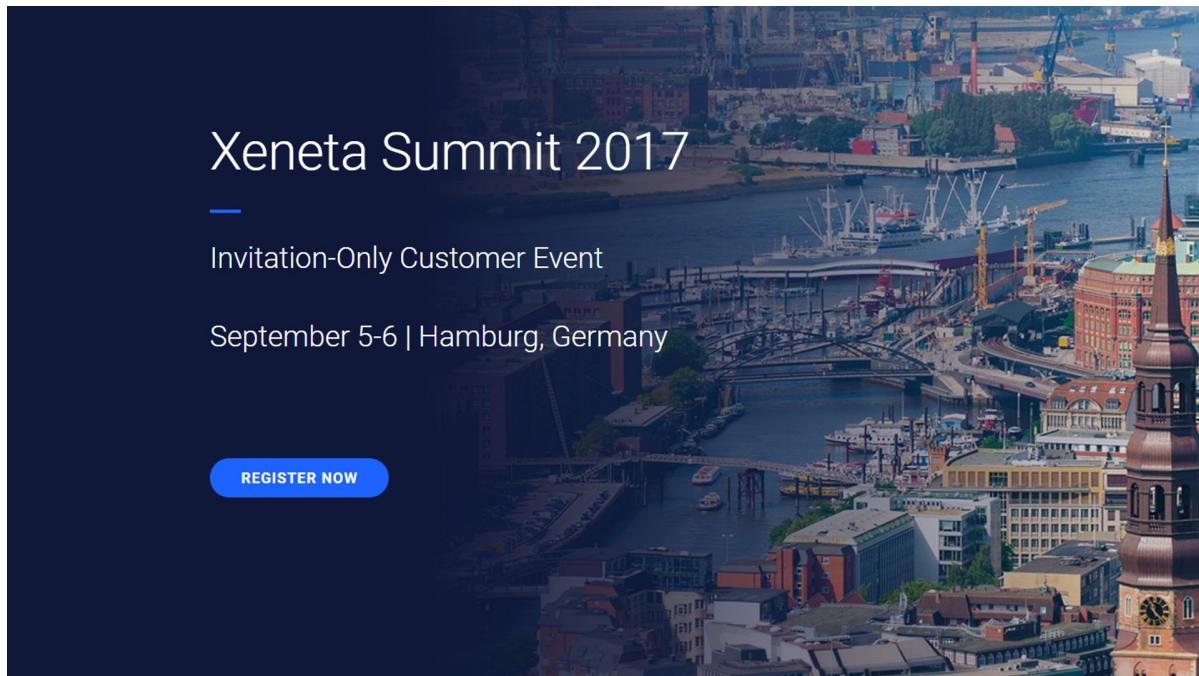 Xeneta Summit 2017
Invitation-Only Customer Event
September 5-6 | Hamburg, Germany
REGISTER NOW